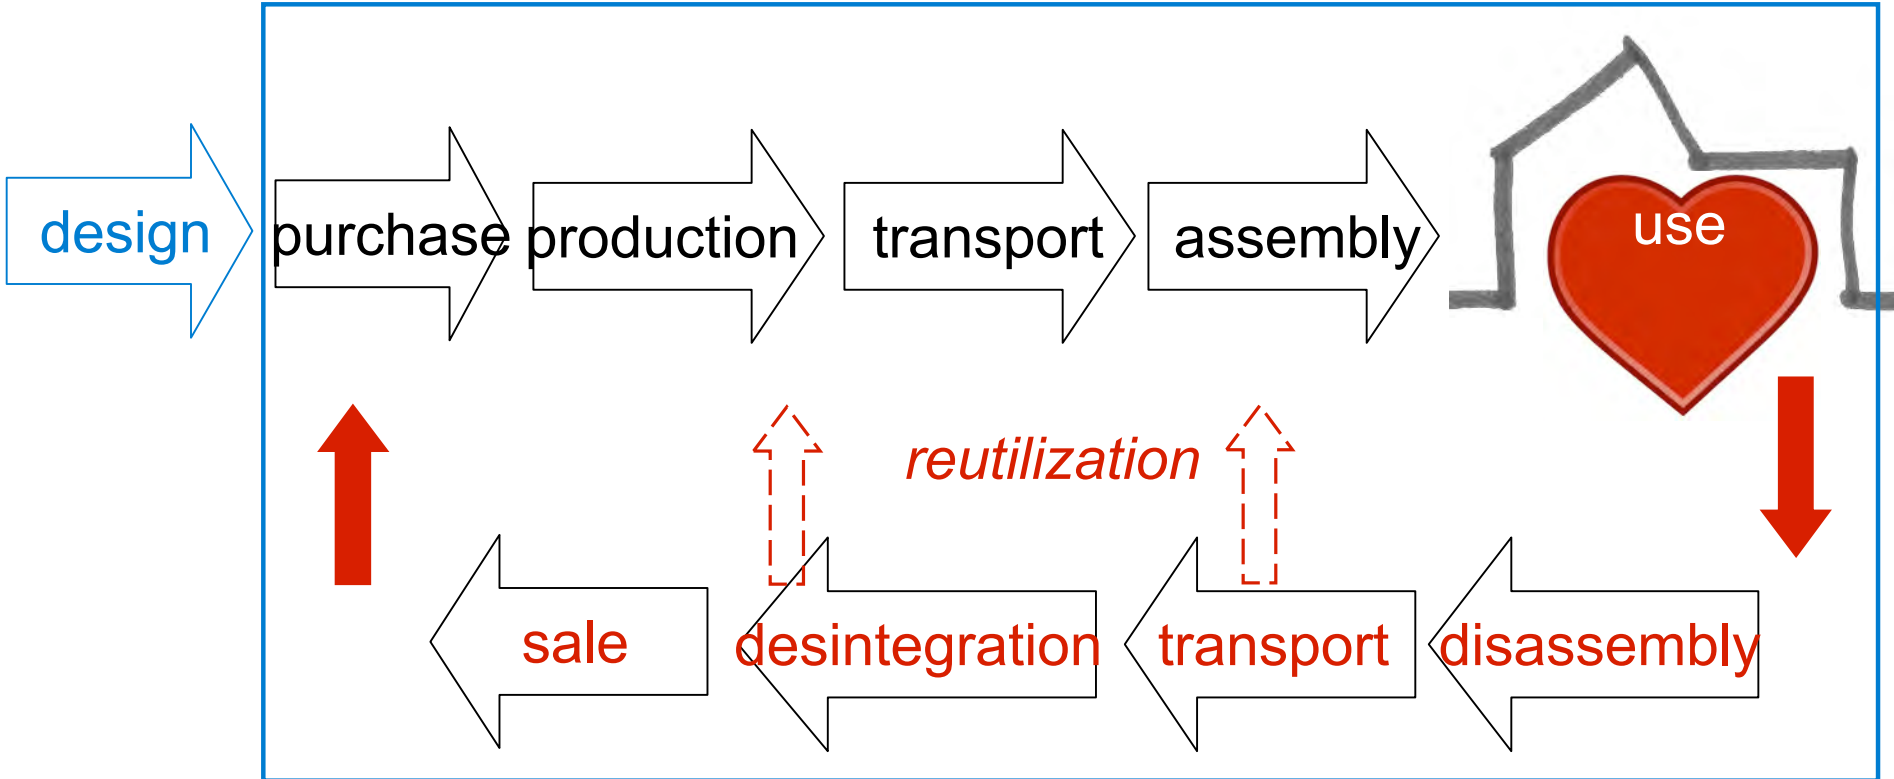 design
purchase
production
transport
assembly
use
reutilization
sale
desintegration
transport
disassembly